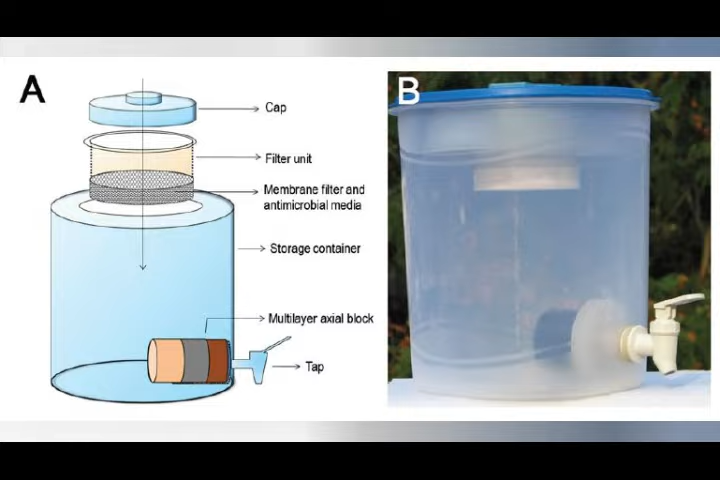 A
Cap
Filter unit
Membrane filter and
antimicrobial media
Storage container
Multilayer axial block
Tap
B